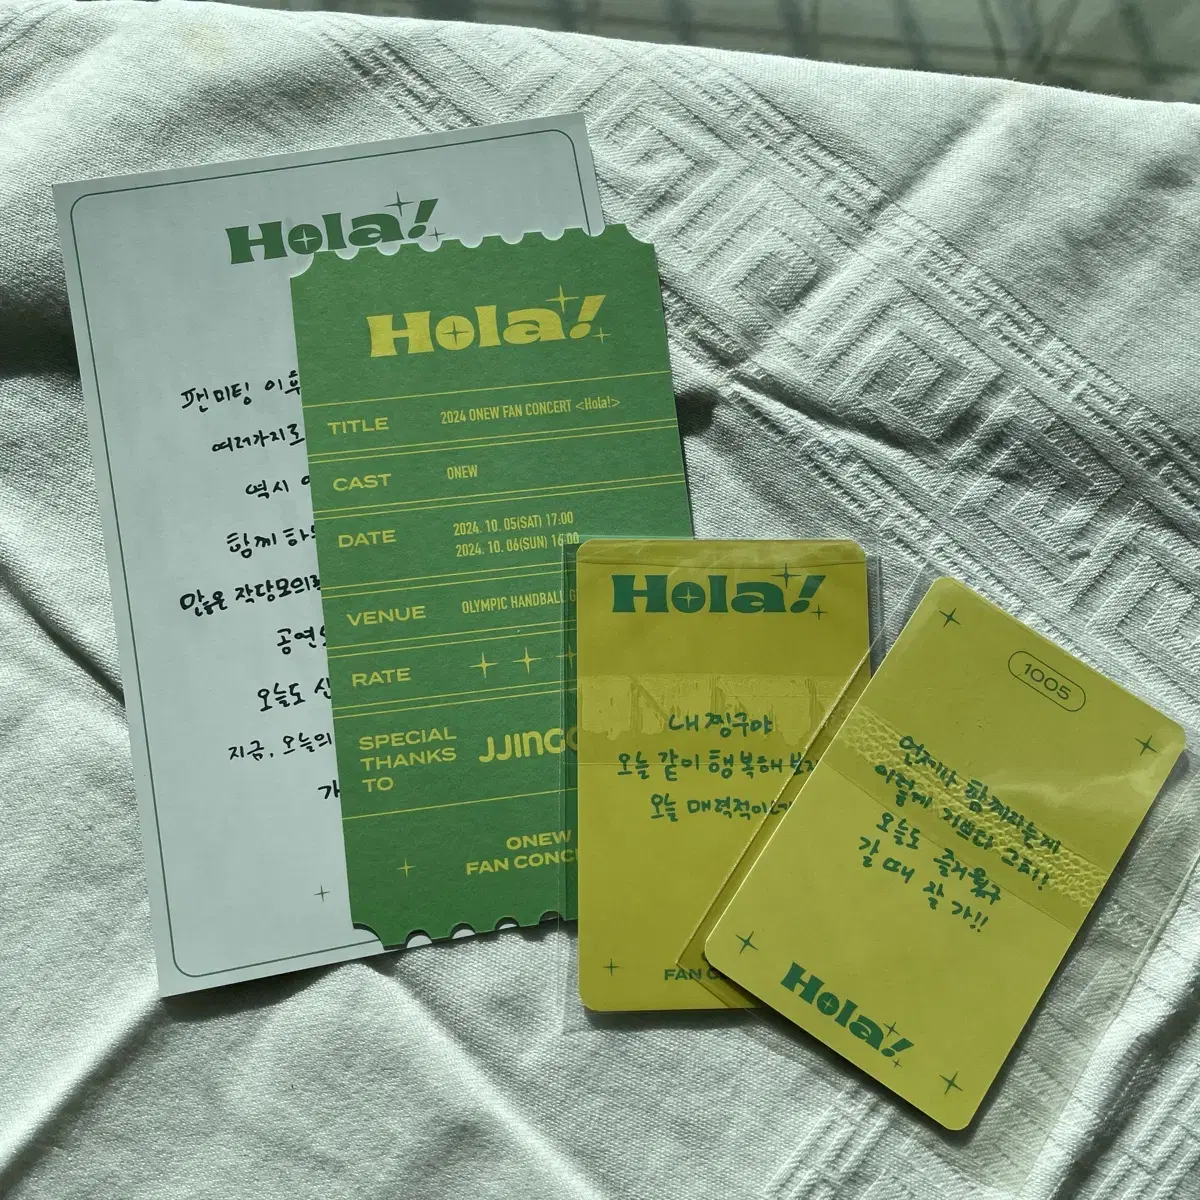 Hola!
팬미팅 이후
여러가지로
역시
함께 하
많은 작당모의
공연
오늘도
지금, 오늘의
가
Hola!
TITLE 2024 ONEW FAN CONCERT <Hola!>
CAST ONEW
DATE 2024. 10. 05(SAT) 17:00
2024. 10. 06(SUN) 16:00
VENUE OLYMPIC HANDBALL G
RATE
SPECIAL THANKS TO JJING
ONEW
FAN CONC
Hola!
내 찡구야
오늘 같이 행복해 보자
오늘 매력적이네
FAN C
1005
언제나 함께라는게
이렇게 기쁘다 그치!
오늘도 즐거웠구
갈 때 잘 가!!
Hola!